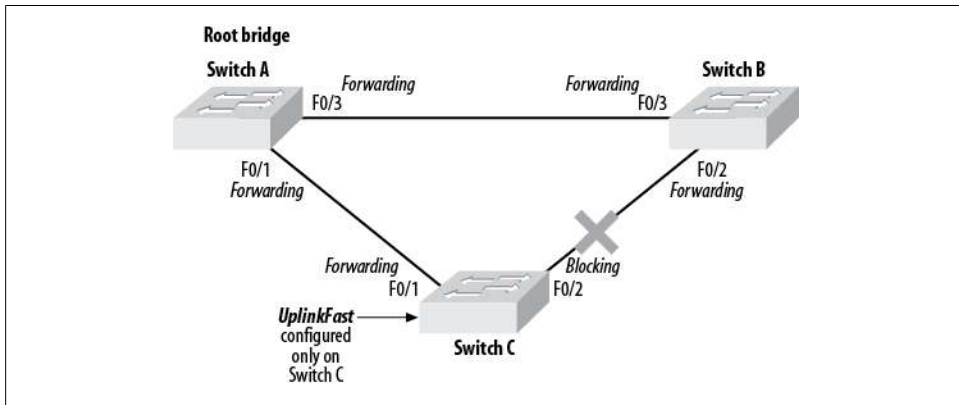 Root bridge
Switch A
Switch B
Forwarding
Forwarding
F0/3
F0/3
F0/1
Forwarding
F0/2
Forwarding
Forwarding
F0/1
Blocking
F0/2
UplinkFast
configured
only on
Switch C
Switch C